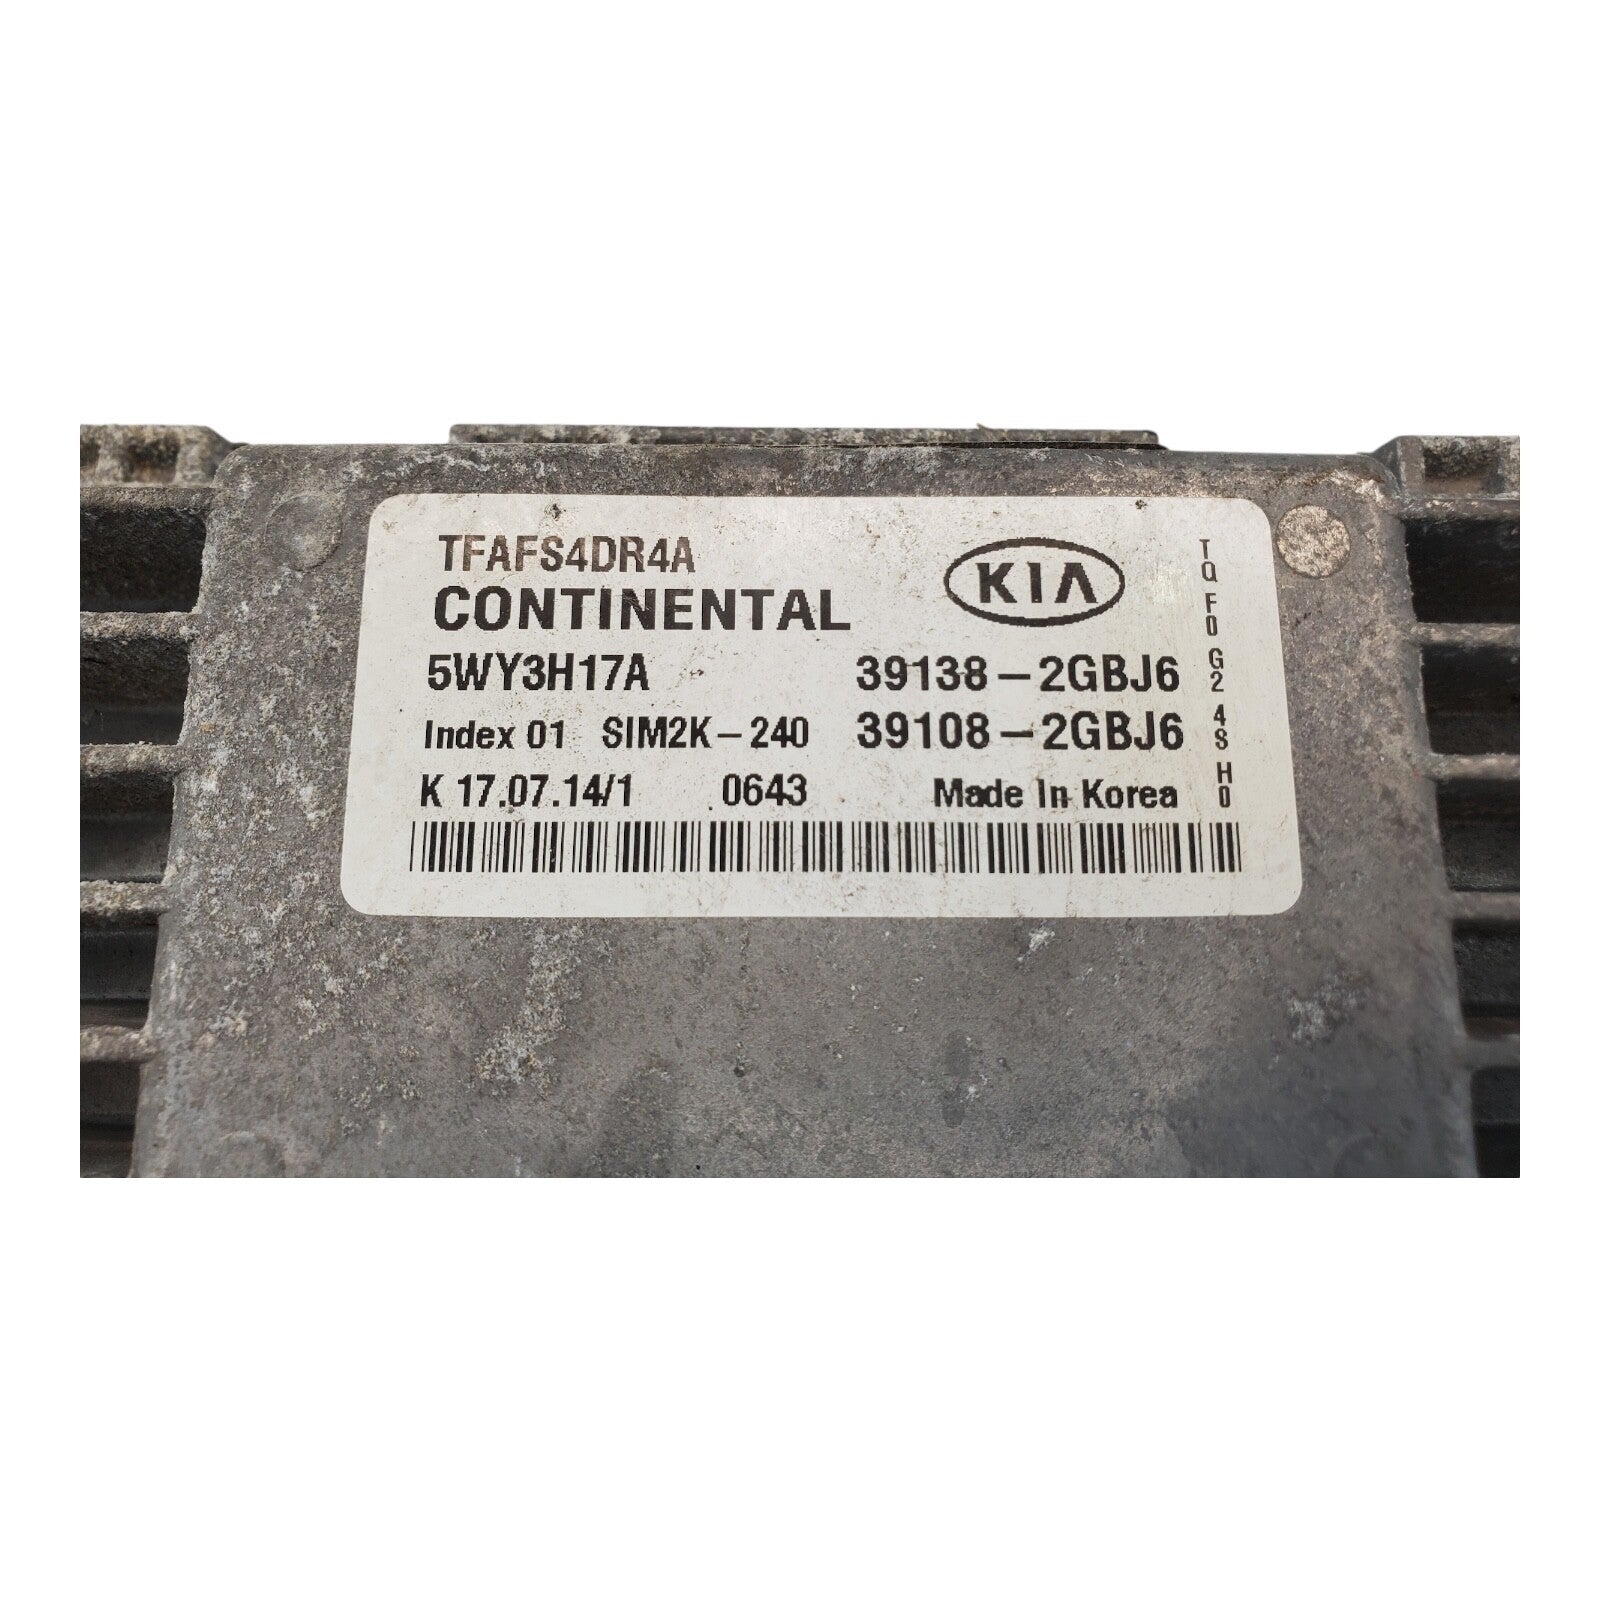 TFAFS4DR4A
CONTINENTAL
KIA
5WY3H17A 39138-2GBJ6
Index 01 SIM2K-240 39108-2GBJ6
K 17.07.14/1 0643 Made In Korea
TQ F0 G2 4S H0